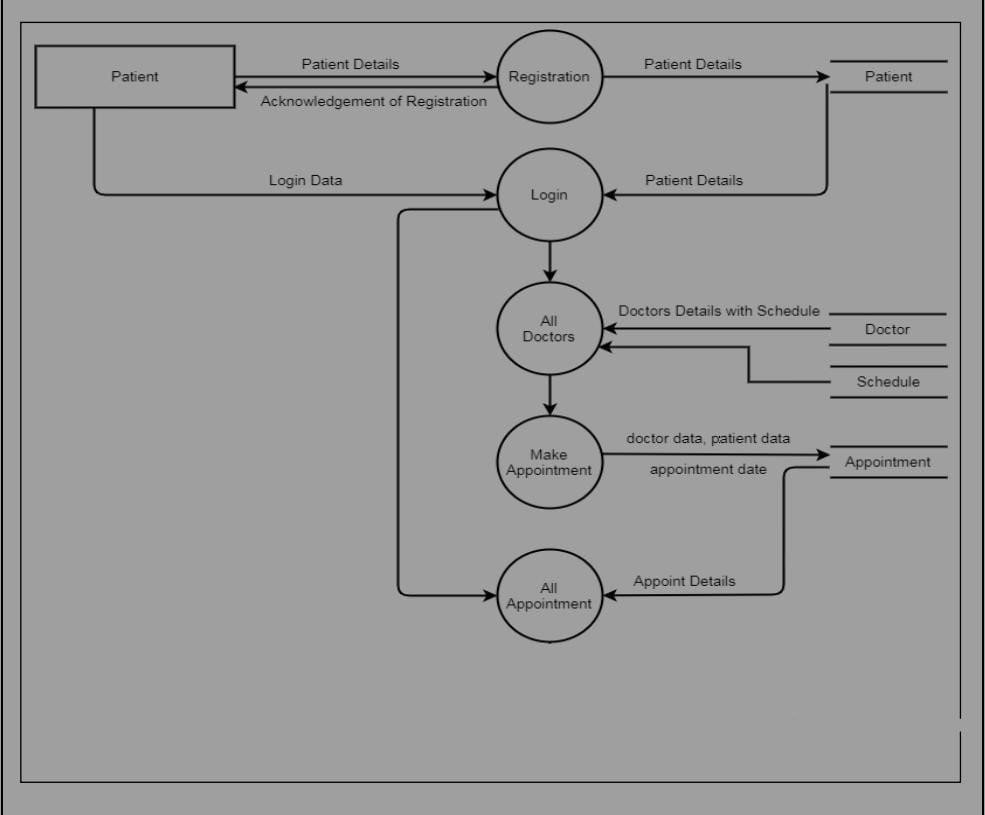 Patient Details
Patient Details
Patient
Registration
Patient
Acknowledgement of Registration
Login Data
Patient Details
Login
Doctors Details with Schedule
All
Doctors
Doctor
Schedule
doctor data, patient data
Make
Appointment
Appointment
appointment date
Appoint Details
All
Appointment